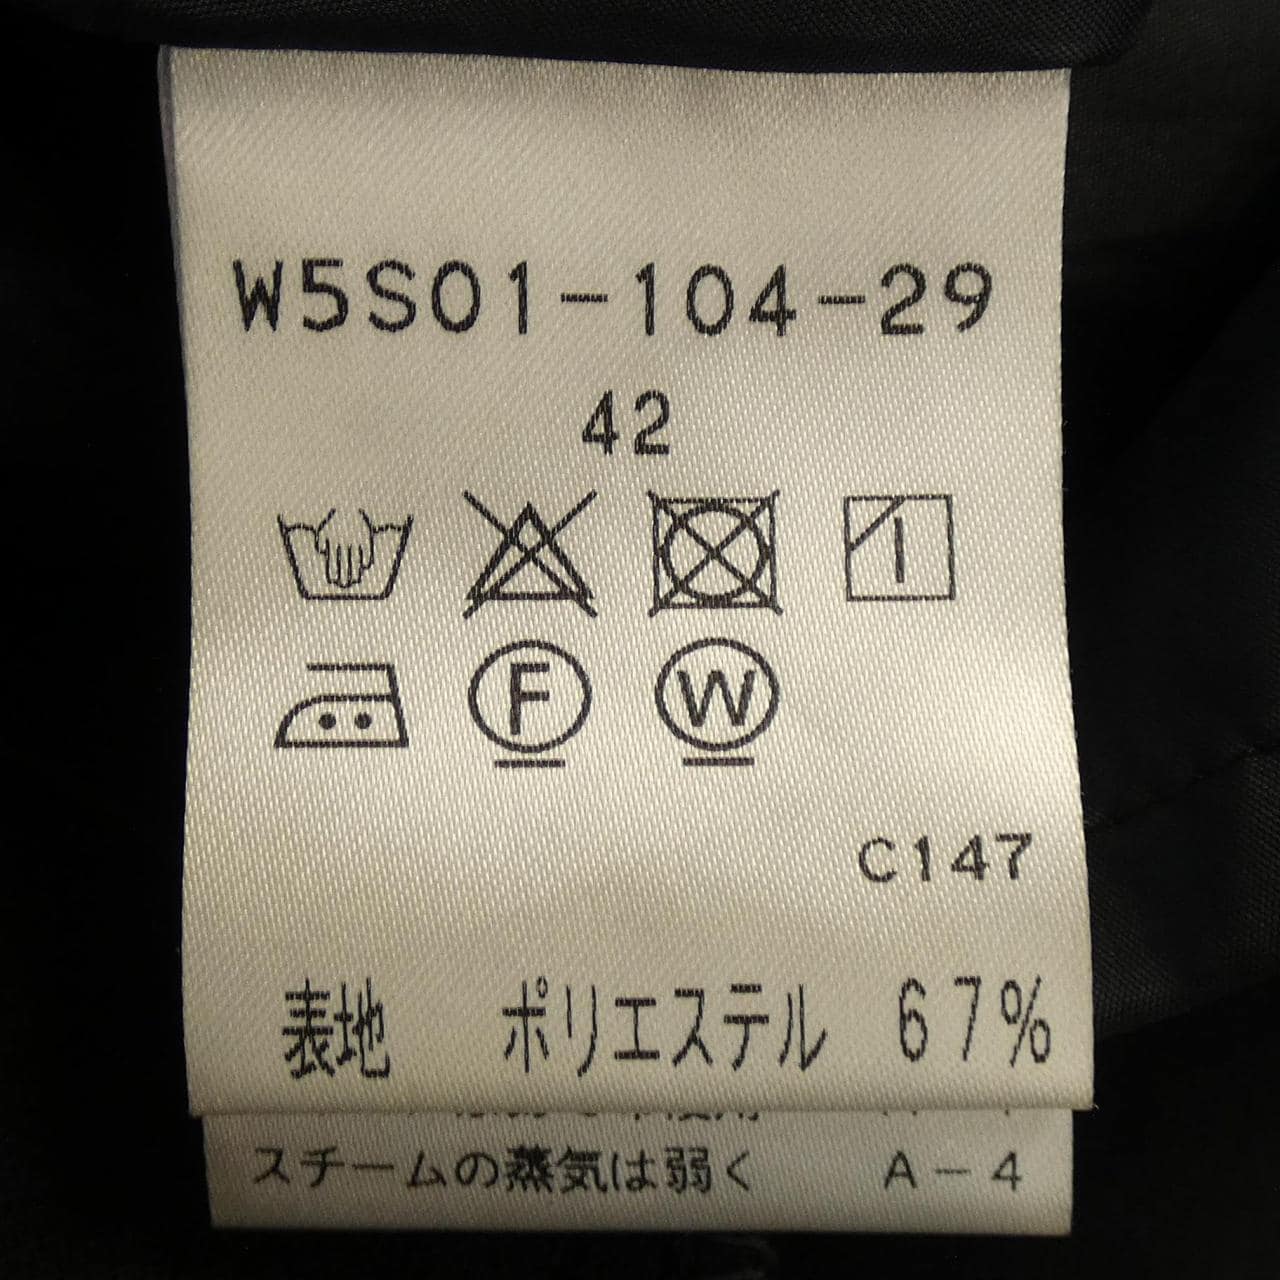 W5S01-104-29
42
F W
C147
表地 ポリエステル 67%
スチームの蒸気は弱く A-4